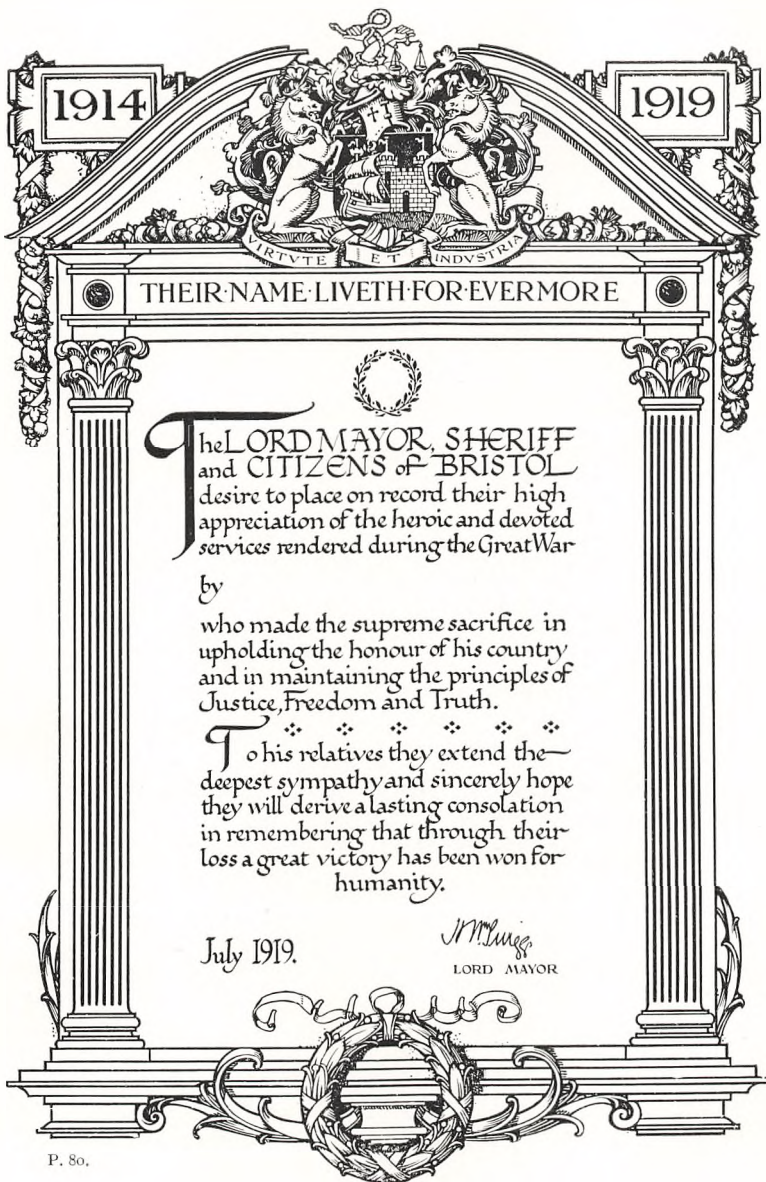 1914
1919
VIRTVTE ET INDVSTRIA
THEIR·NAME·LIVETH·FOR·EVERMORE
The LORD MAYOR, SHERIFF
and CITIZENS of BRISTOL
desire to place on record their high
appreciation of the heroic and devoted
services rendered during the Great War
by
who made the supreme sacrifice in
upholding the honour of his country
and in maintaining the principles of
Justice, Freedom and Truth.
To his relatives they extend the
deepest sympathy and sincerely hope
they will derive a lasting consolation
in remembering that through their
loss a great victory has been won for
humanity.
July 1919.
LORD MAYOR
P. 80.